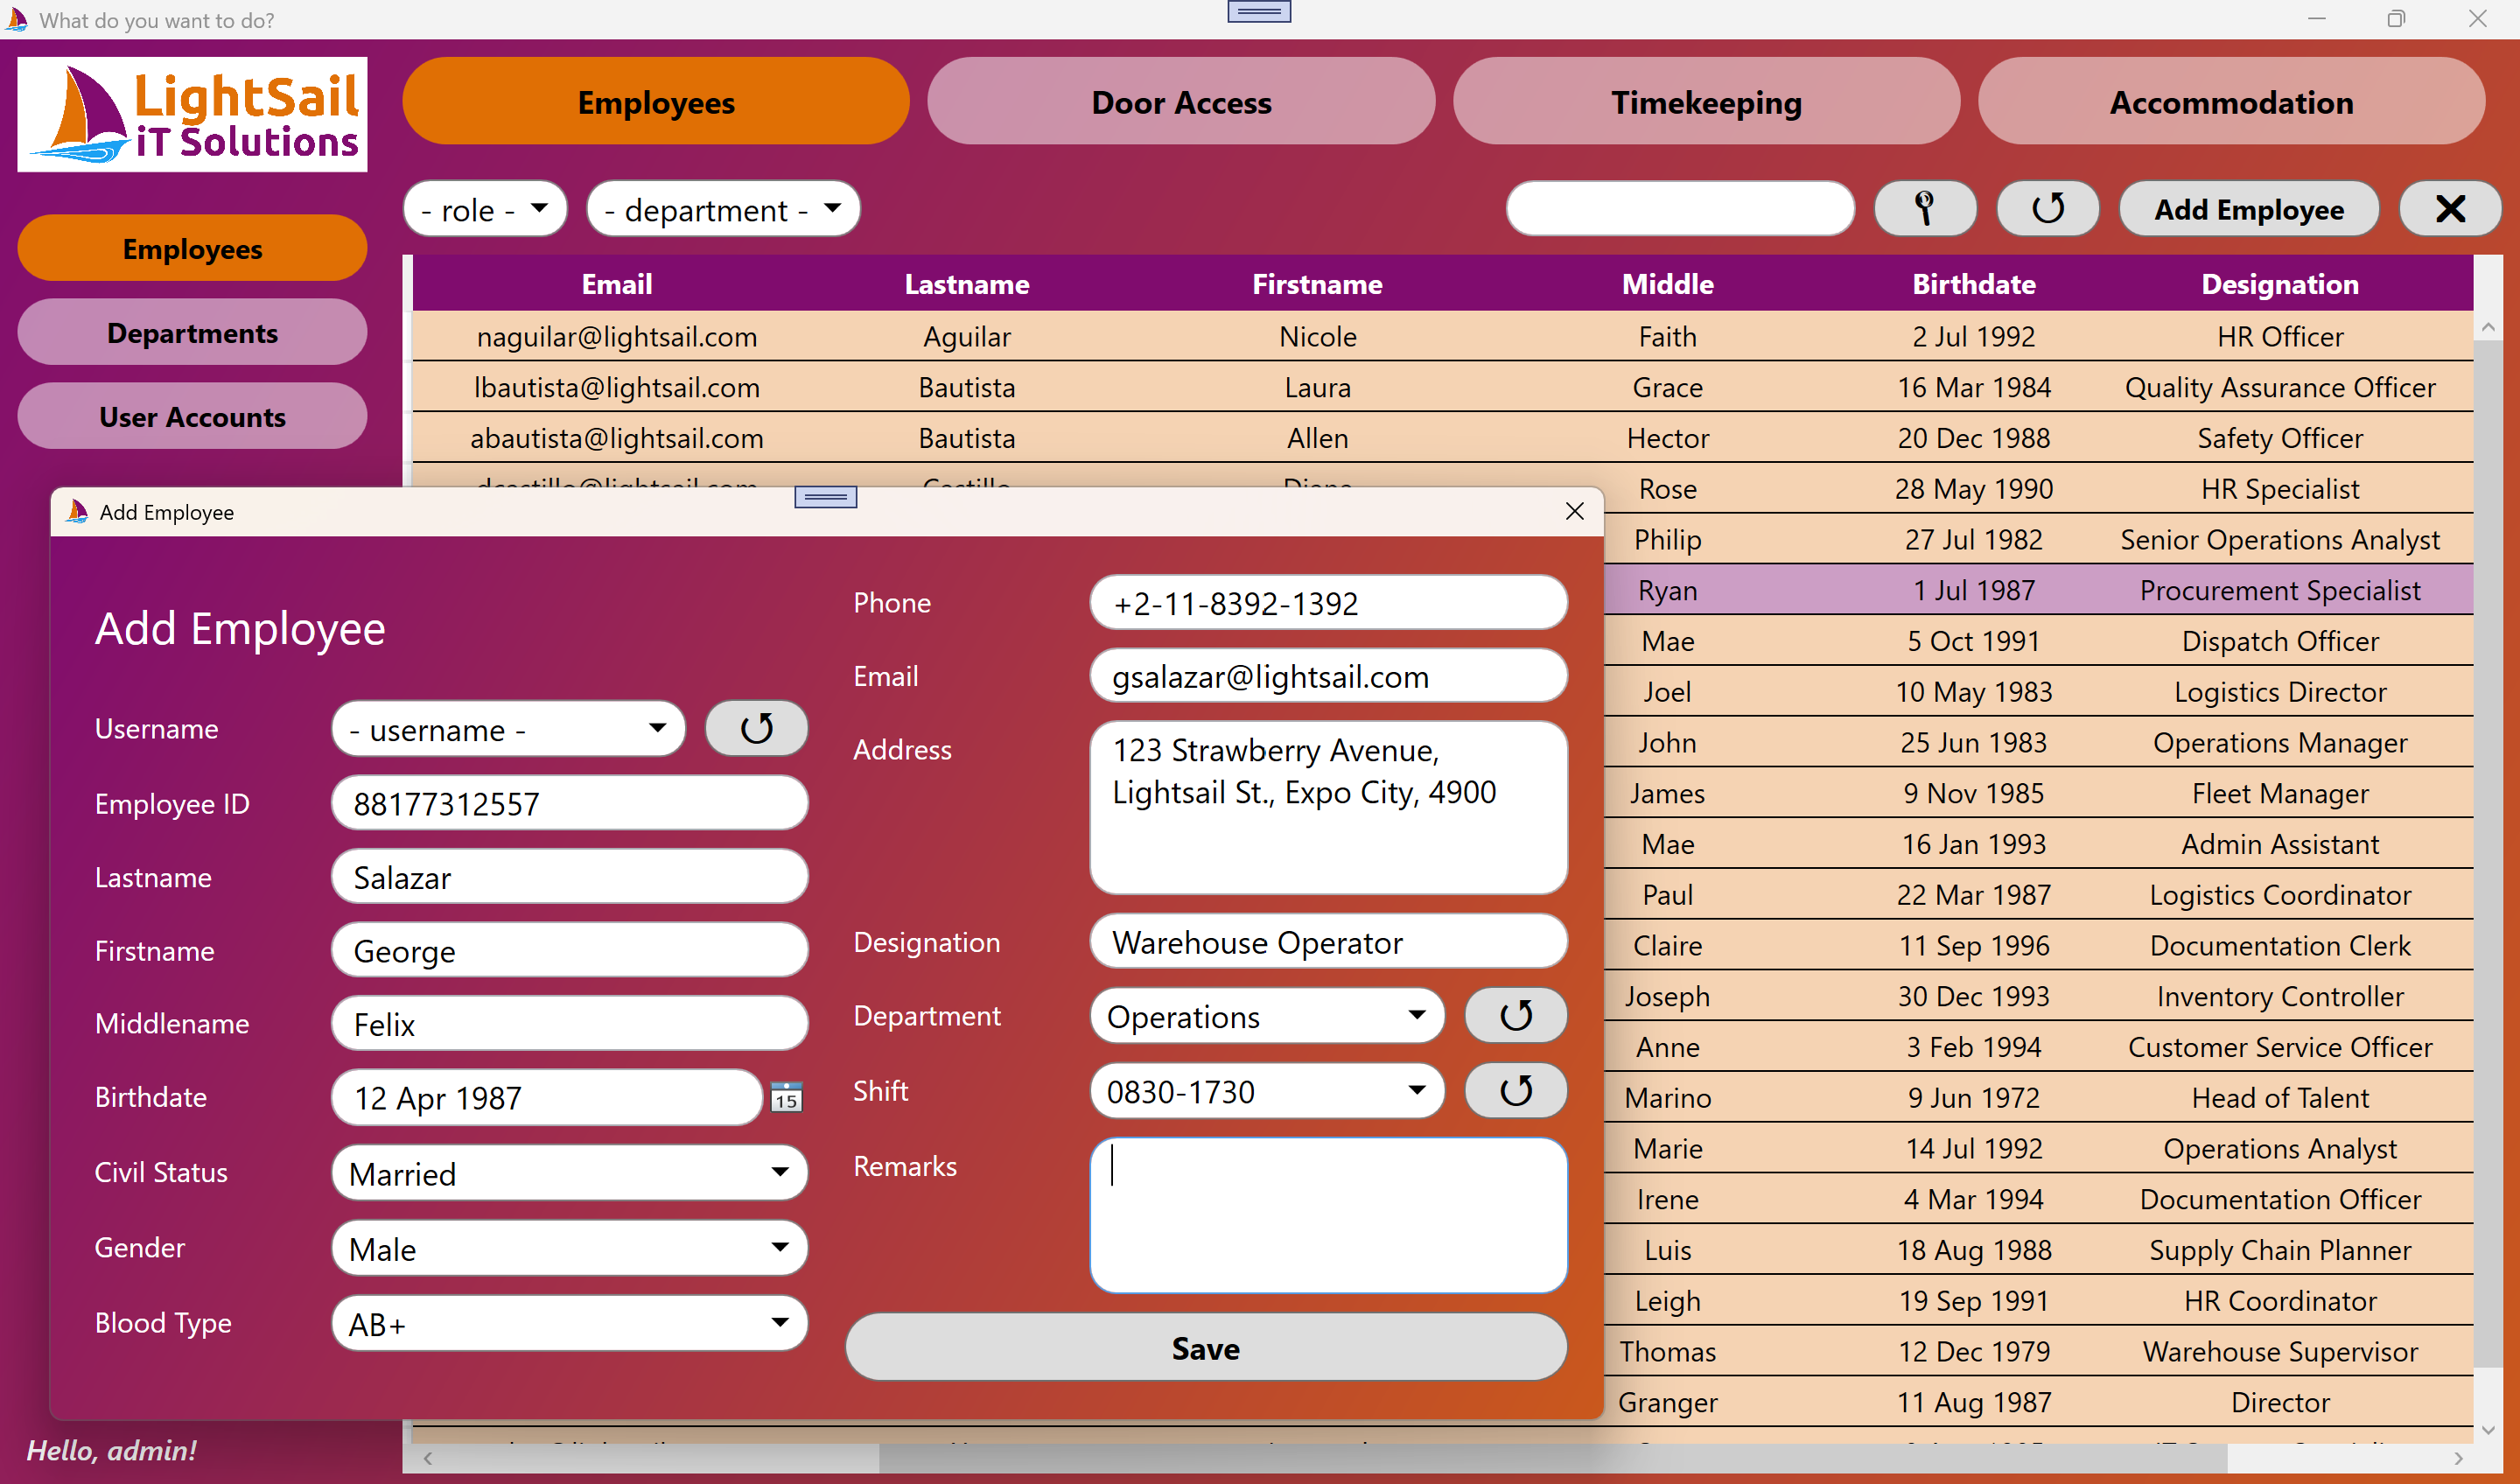 What do you want to do?
LightSail
iT Solutions
Employees
Door Access
Timekeeping
Accommodation
- role -
- department -
Add Employee
Employees
Departments
User Accounts
Email Lastname Firstname Middle Birthdate Designation
naguilar@lightsail.com Aguilar Nicole Faith 2 Jul 1992 HR Officer
lbautista@lightsail.com Bautista Laura Grace 16 Mar 1984 Quality Assurance Officer
abautista@lightsail.com Bautista Allen Hector 20 Dec 1988 Safety Officer
dcastillo@lightsail.com Castillo Diana Rose 28 May 1990 HR Specialist
Philip 27 Jul 1982 Senior Operations Analyst
Ryan 1 Jul 1987 Procurement Specialist
Mae 5 Oct 1991 Dispatch Officer
Joel 10 May 1983 Logistics Director
John 25 Jun 1983 Operations Manager
James 9 Nov 1985 Fleet Manager
Mae 16 Jan 1993 Admin Assistant
Paul 22 Mar 1987 Logistics Coordinator
Claire 11 Sep 1996 Documentation Clerk
Joseph 30 Dec 1993 Inventory Controller
Anne 3 Feb 1994 Customer Service Officer
Marino 9 Jun 1972 Head of Talent
Marie 14 Jul 1992 Operations Analyst
Irene 4 Mar 1994 Documentation Officer
Luis 18 Aug 1988 Supply Chain Planner
Leigh 19 Sep 1991 HR Coordinator
Thomas 12 Dec 1979 Warehouse Supervisor
Granger 11 Aug 1987 Director
Add Employee
Add Employee
Username - username -
Employee ID 88177312557
Lastname Salazar
Firstname George
Middlename Felix
Birthdate 12 Apr 1987
15
Civil Status Married
Gender Male
Blood Type AB+
Phone +2-11-8392-1392
Email gsalazar@lightsail.com
Address 123 Strawberry Avenue,
Lightsail St., Expo City, 4900
Designation Warehouse Operator
Department Operations
Shift 0830-1730
Remarks
Save
Hello, admin!